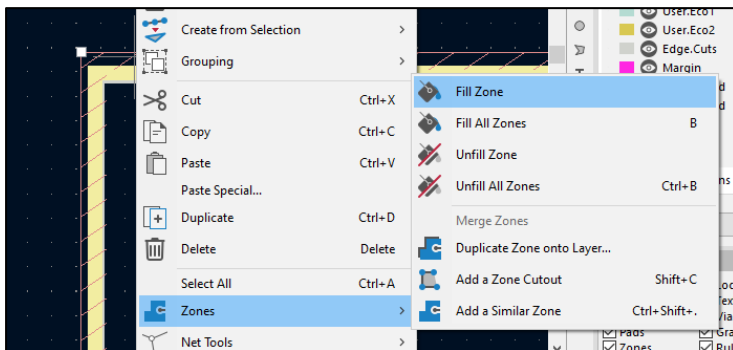 Create from Selection
Grouping
Cut Ctrl+X
Copy Ctrl+C
Paste Ctrl+V
Paste Special...
Duplicate Ctrl+D
Delete Delete
Select All Ctrl+A
Zones
Net Tools
Fill Zone
Fill All Zones B
Unfill Zone
Unfill All Zones Ctrl+B
Merge Zones
Duplicate Zone onto Layer...
Add a Zone Cutout Shift+C
Add a Similar Zone Ctrl+Shift+.
User.Eco1
User.Eco2
Edge.Cuts
Margin
Pads
Zones